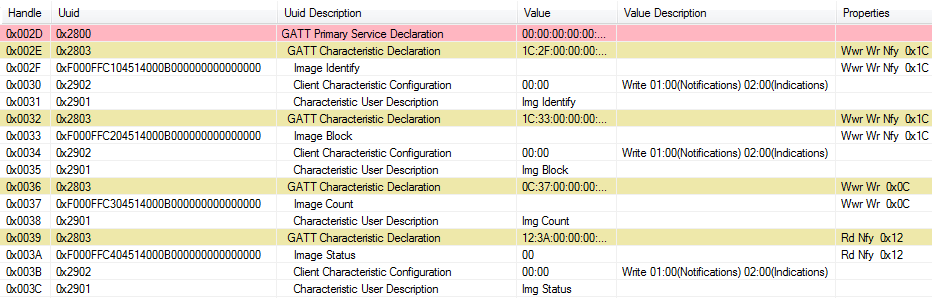 Handle Uuid Uuid Description Value Value Description Properties
0x002D 0x2800 GATT Primary Service Declaration 00:00:00:00:00:...
0x002E 0x2803 GATT Characteristic Declaration 1C:2F:00:00:00:... Wwr Wr Nfy 0x1C
0x002F 0xF000FFC104514000B000000000000000 Image Identify Wwr Wr Nfy 0x1C
0x0030 0x2902 Client Characteristic Configuration 00:00 Write 01:00(Notifications) 02:00(Indications)
0x0031 0x2901 Characteristic User Description Img Identify
0x0032 0x2803 GATT Characteristic Declaration 1C:33:00:00:00:... Wwr Wr Nfy 0x1C
0x0033 0xF000FFC204514000B000000000000000 Image Block Wwr Wr Nfy 0x1C
0x0034 0x2902 Client Characteristic Configuration 00:00 Write 01:00(Notifications) 02:00(Indications)
0x0035 0x2901 Characteristic User Description Img Block
0x0036 0x2803 GATT Characteristic Declaration 0C:37:00:00:00:... Wwr Wr 0x0C
0x0037 0xF000FFC304514000B000000000000000 Image Count Wwr Wr 0x0C
0x0038 0x2901 Characteristic User Description Img Count
0x0039 0x2803 GATT Characteristic Declaration 12:3A:00:00:00:... Rd Nfy 0x12
0x003A 0xF000FFC404514000B000000000000000 Image Status 00 Rd Nfy 0x12
0x003B 0x2902 Client Characteristic Configuration 00:00 Write 01:00(Notifications) 02:00(Indications)
0x003C 0x2901 Characteristic User Description Img Status